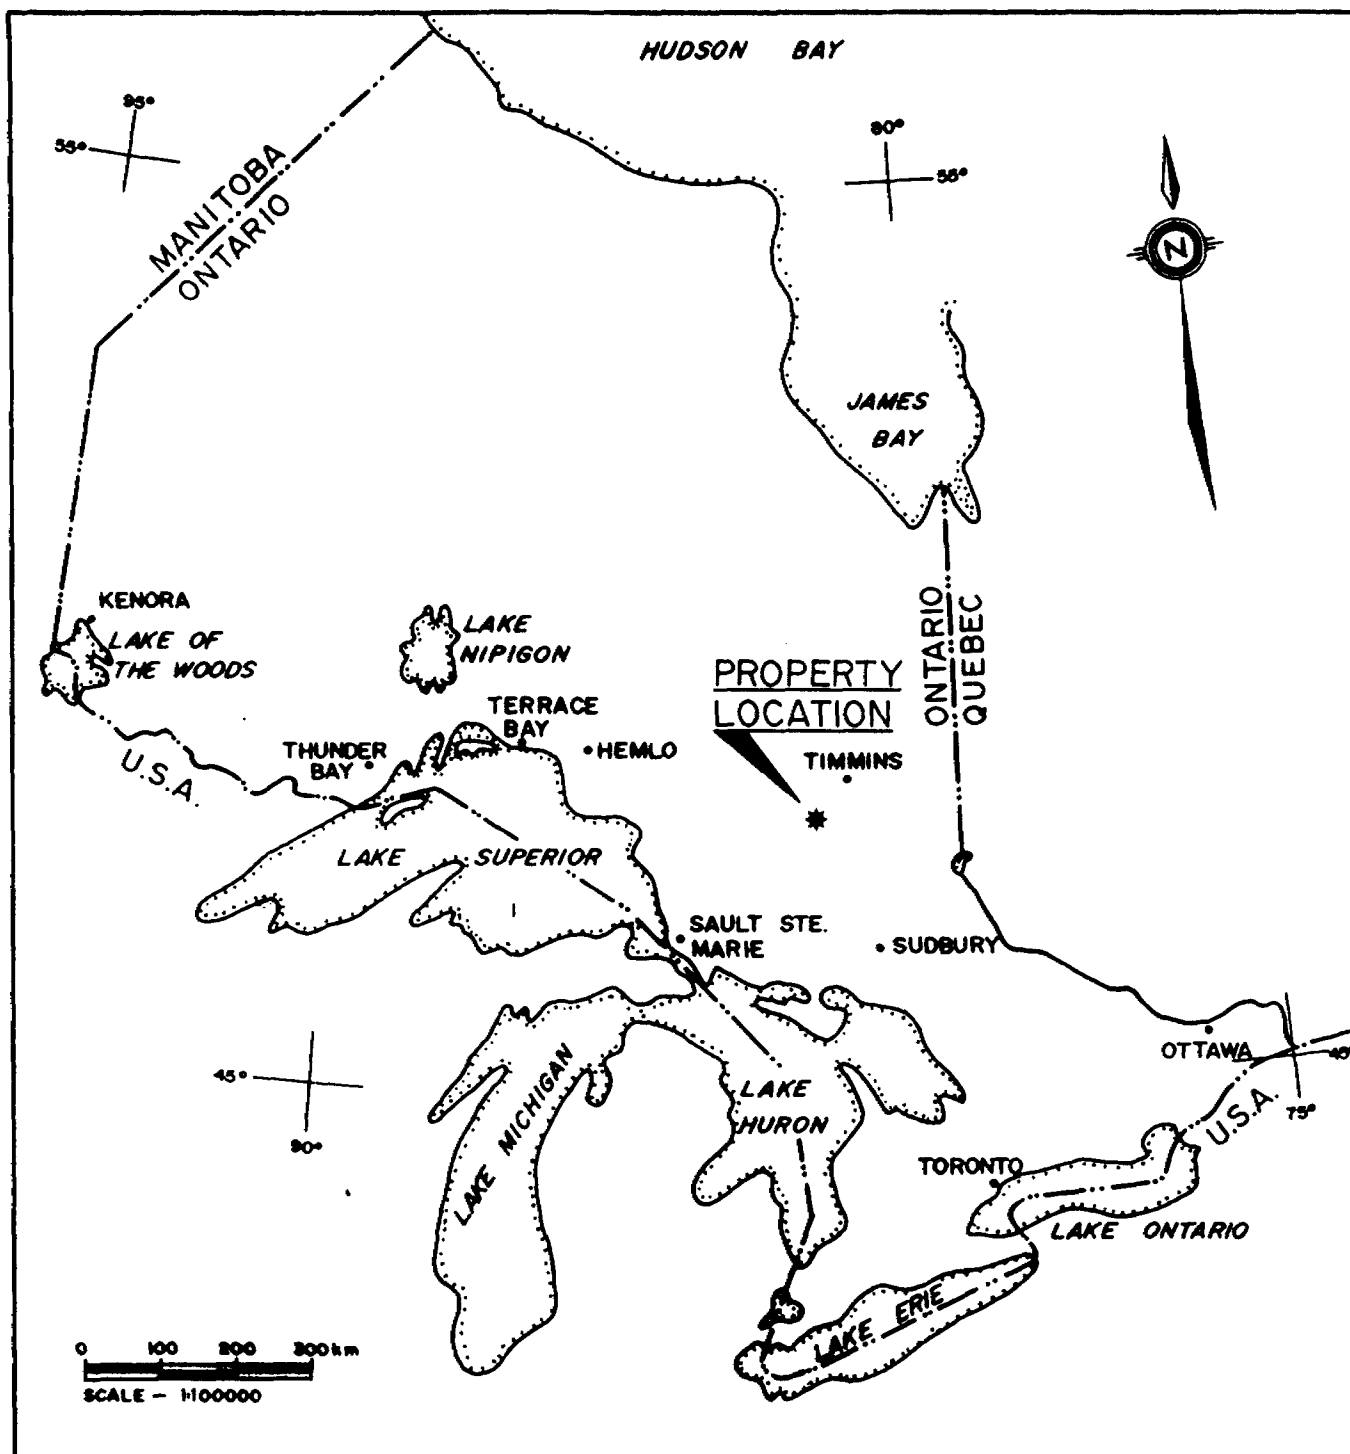 HUDSON BAY
95°
55°
80°
55°
MANITOBA
ONTARIO
N
JAMES
BAY
KENORA
LAKE OF
THE WOODS
LAKE
NIPIGON
ONTARIO
QUEBEC
PROPERTY
LOCATION
TERRACE
BAY
THUNDER
BAY
HEMLO
TIMMINS
U.S.A.
LAKE SUPERIOR
SAULT STE.
MARIE
SUDBURY
OTTAWA
45°
75°
U.S.A.
45°
90°
LAKE MICHIGAN
LAKE
HURON
TORONTO
LAKE ONTARIO
LAKE ERIE
0 100 200 300 km
SCALE - 1:100000